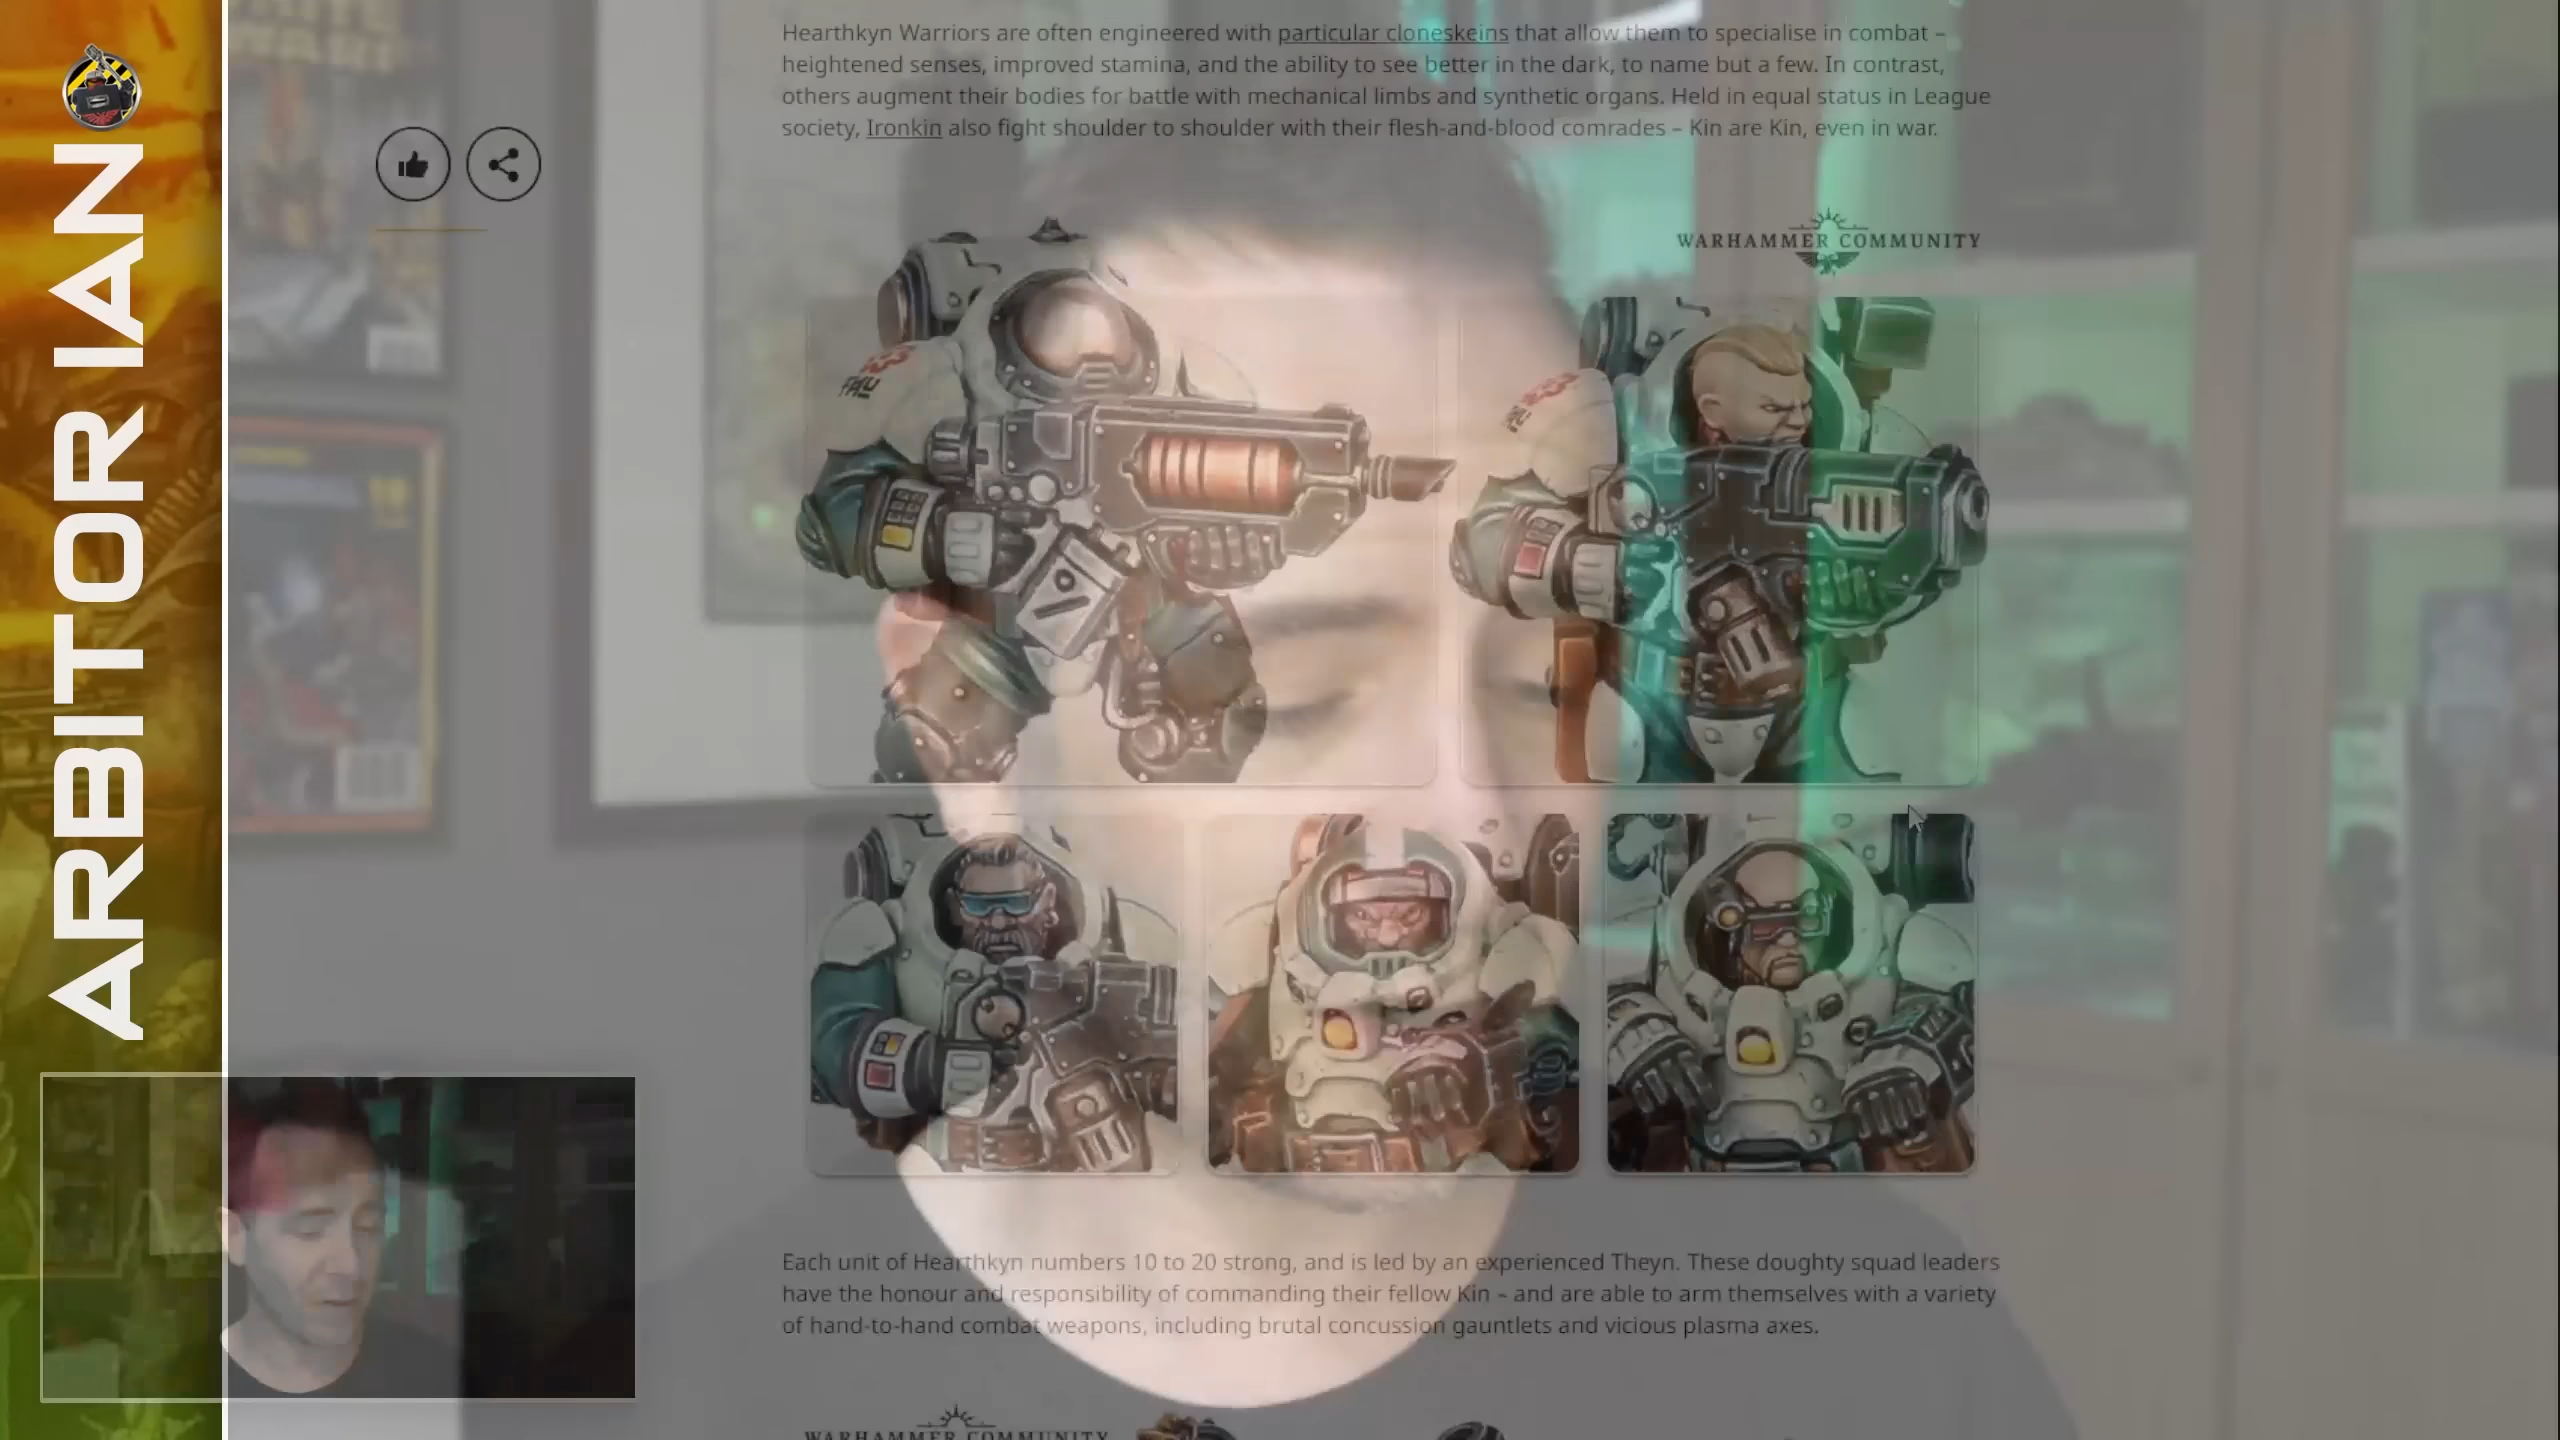 Hearthkyn Warriors are often engineered with particular cloneskeins that allow them to specialise in combat –
heightened senses, improved stamina, and the ability to see better in the dark, to name but a few. In contrast,
others augment their bodies for battle with mechanical limbs and synthetic organs. Held in equal status in League
society, Ironkin also fight shoulder to shoulder with their flesh-and-blood comrades – Kin are Kin, even in war.
ARBITOR IAN
WARHAMMER COMMUNITY
Each unit of Hearthkyn numbers 10 to 20 strong, and is led by an experienced Theyn. These doughty squad leaders
have the honour and responsibility of commanding their fellow Kin – and are able to arm themselves with a variety
of hand-to-hand combat weapons, including brutal concussion gauntlets and vicious plasma axes.
WARHAMMER COMMUNITY